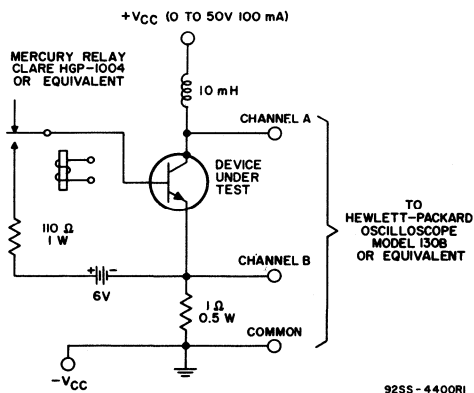 +VCC (0 TO 50V 100 mA)
MERCURY RELAY
CLARE HGP-1004
OR EQUIVALENT
10 mH
CHANNEL A
DEVICE
UNDER
TEST
TO
HEWLETT-PACKARD
OSCILLOSCOPE
MODEL 130B
OR EQUIVALENT
110 Ω
1 W
+ -
6V
CHANNEL B
1 Ω
0.5 W
COMMON
-VCC
92SS-4400R1